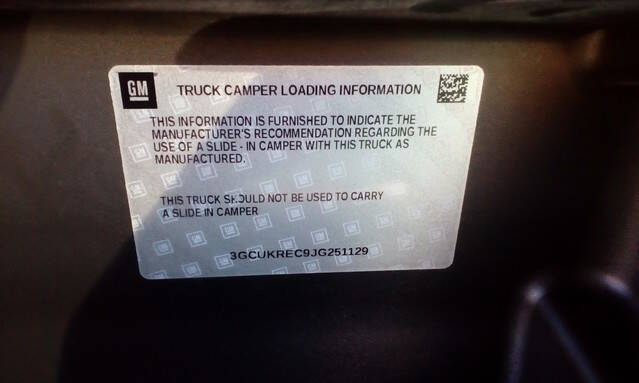 GM
TRUCK CAMPER LOADING INFORMATION
THIS INFORMATION IS FURNISHED TO INDICATE THE
MANUFACTURER'S RECOMMENDATION REGARDING THE
USE OF A SLIDE - IN CAMPER WITH THIS TRUCK AS
MANUFACTURED.
THIS TRUCK SHOULD NOT BE USED TO CARRY
A SLIDE IN CAMPER
3GCUKREC9JG251129